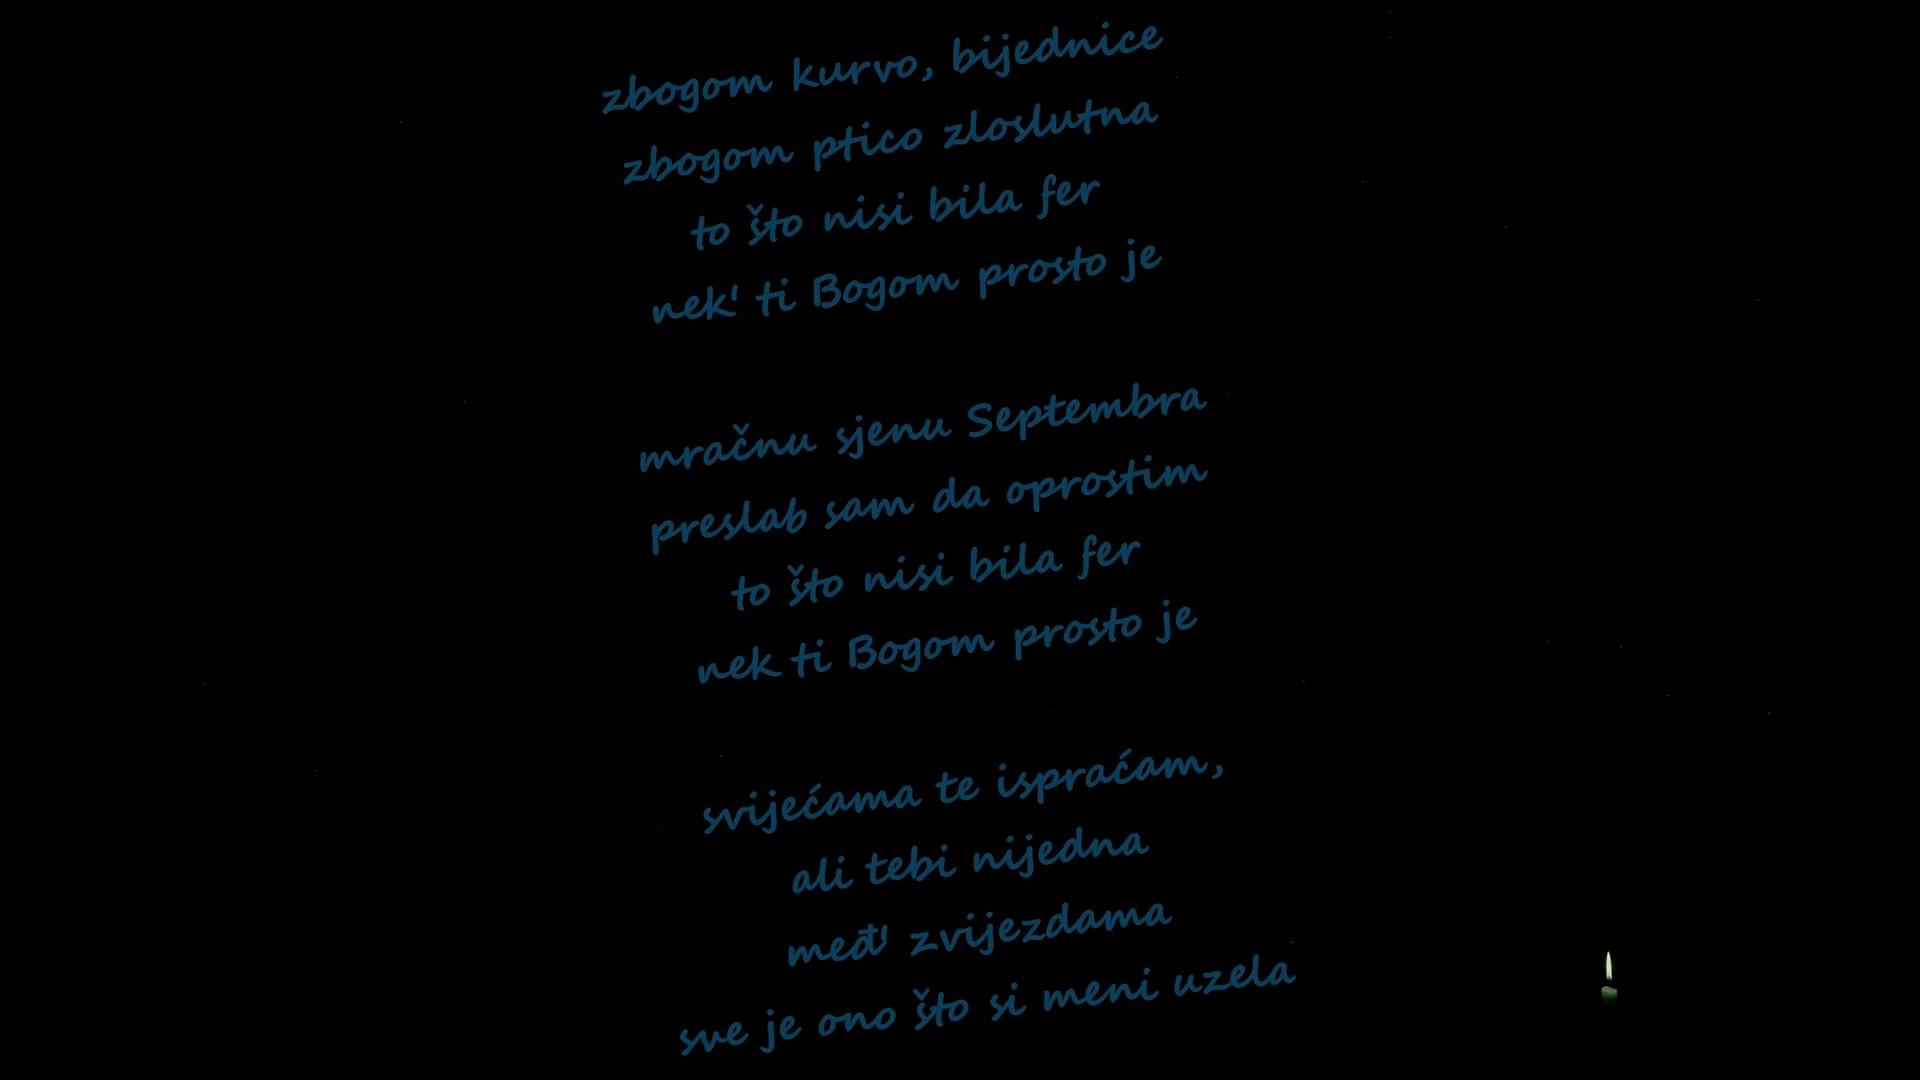 zbogom kurvo, bijednice
zbogom ptico zloslutna
to što nisi bila fer
nek' ti Bogom prosto je
mračnu sjenu Septembra
preslab sam da oprostim
to što nisi bila fer
nek ti Bogom prosto je
svijećama te ispraćam,
ali tebi nijedna
međ' zvijezdama
sve je ono što si meni uzela